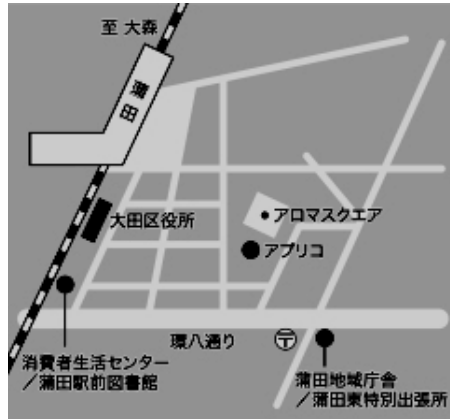 至 大森
蒲田
大田区役所
アロマスクエア
アプリコ
環八通り
〒
消費者生活センター
／蒲田駅前図書館
蒲田地域庁舎
／蒲田東特別出張所